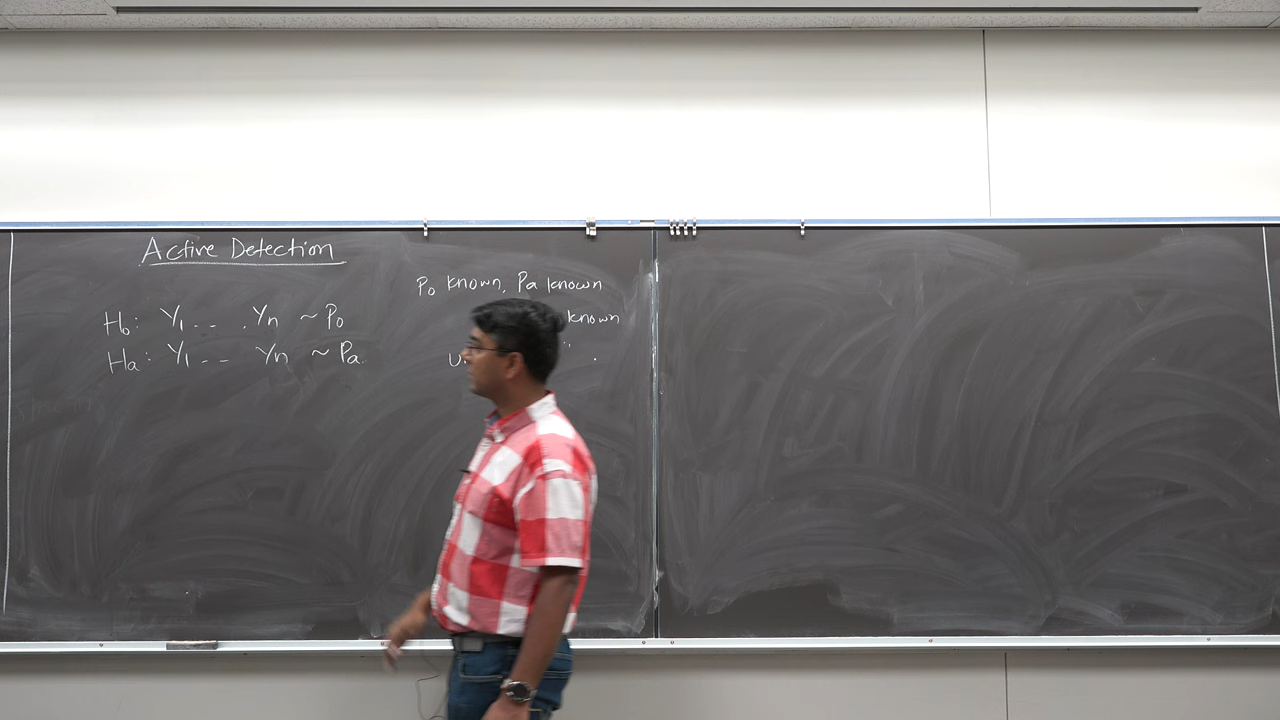 Active Detection
H0: Y1 .. . Yn ~ P0
Ha: Y1 .. Yn ~ Pa.
P0 known, Pa known
known